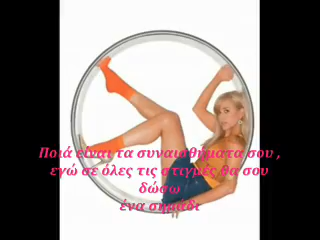 Ποιά είναι τα συναισθήματα σου ,
εγώ σε όλες τις στιγμές θα σου
δώσω
ένα σημάδι